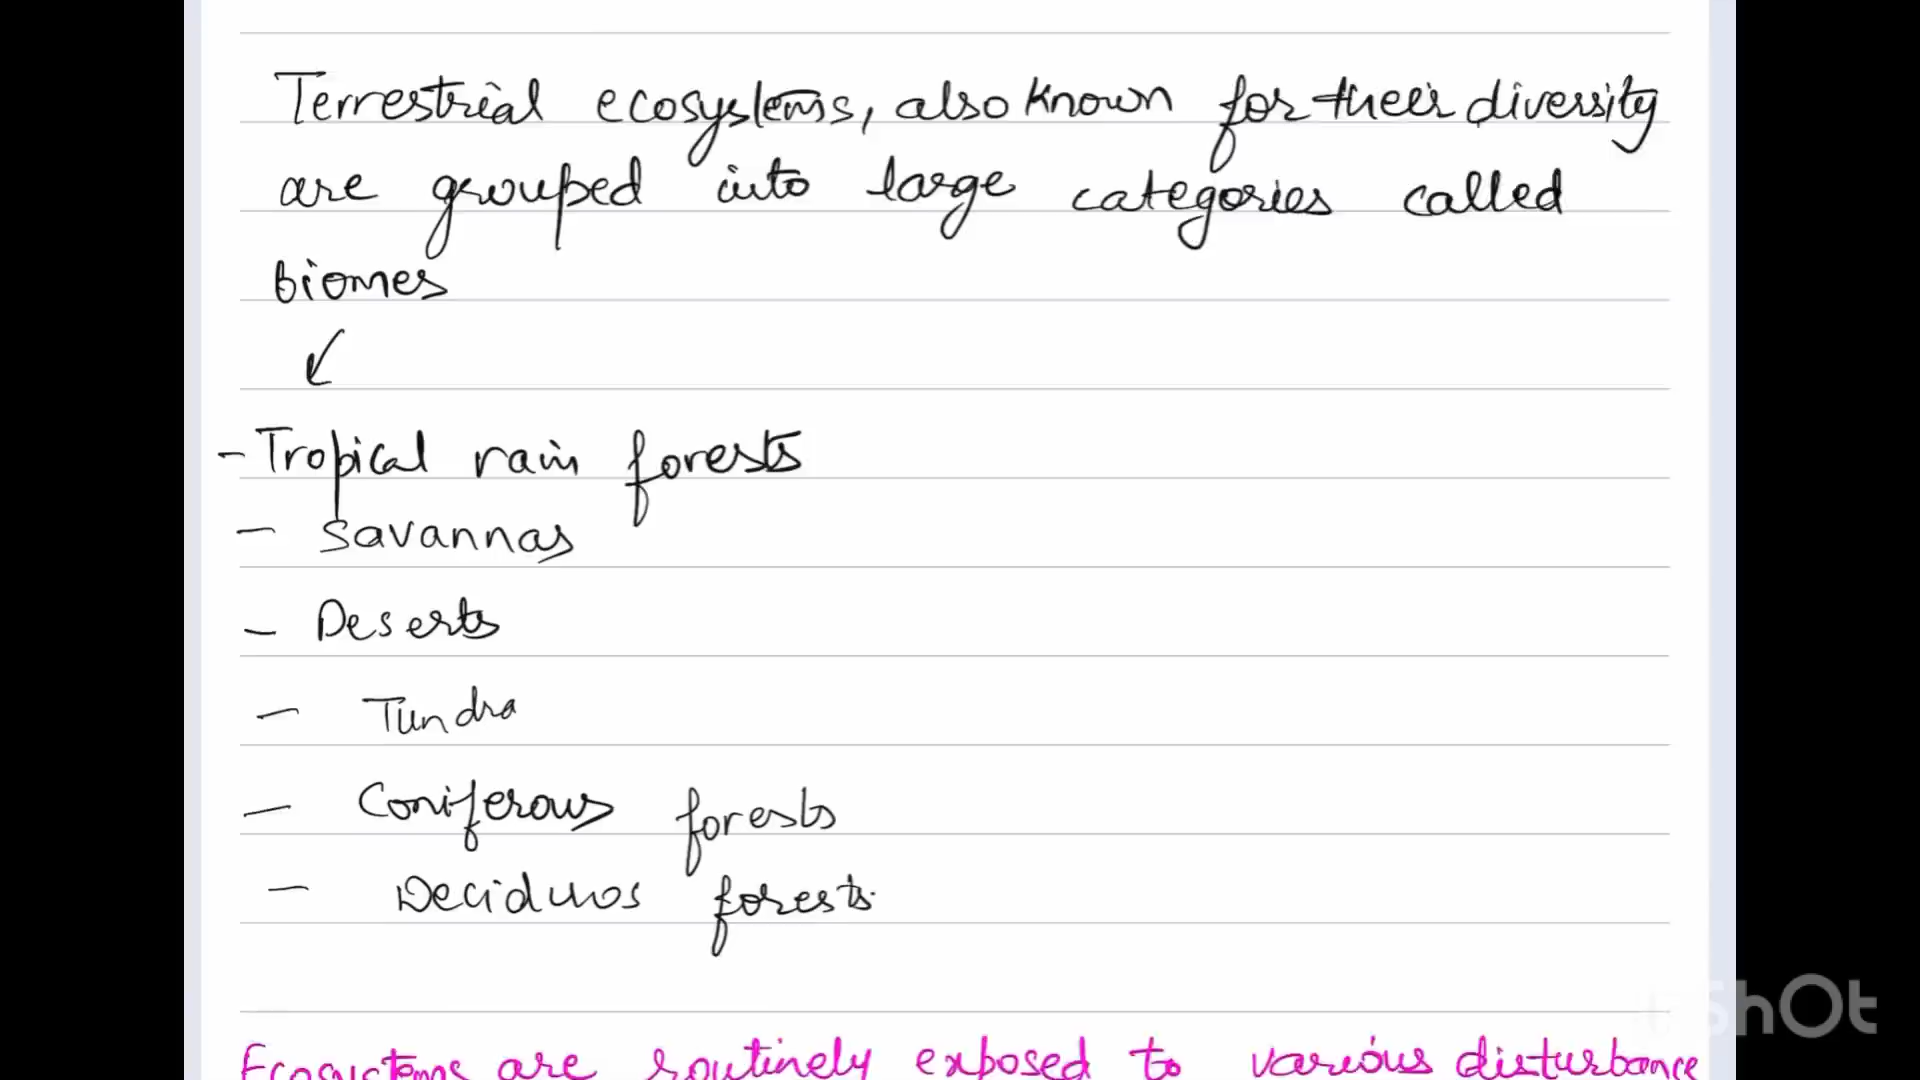 Terrestrial ecosystems, also known for their diversity
are grouped into large categories called
biomes
- Tropical rain forests
- Savannas
- Deserts
- Tundra
- Coniferous forests
- Deciduos forests.
Ecosystems are routinely exposed to various disturbance
shOt